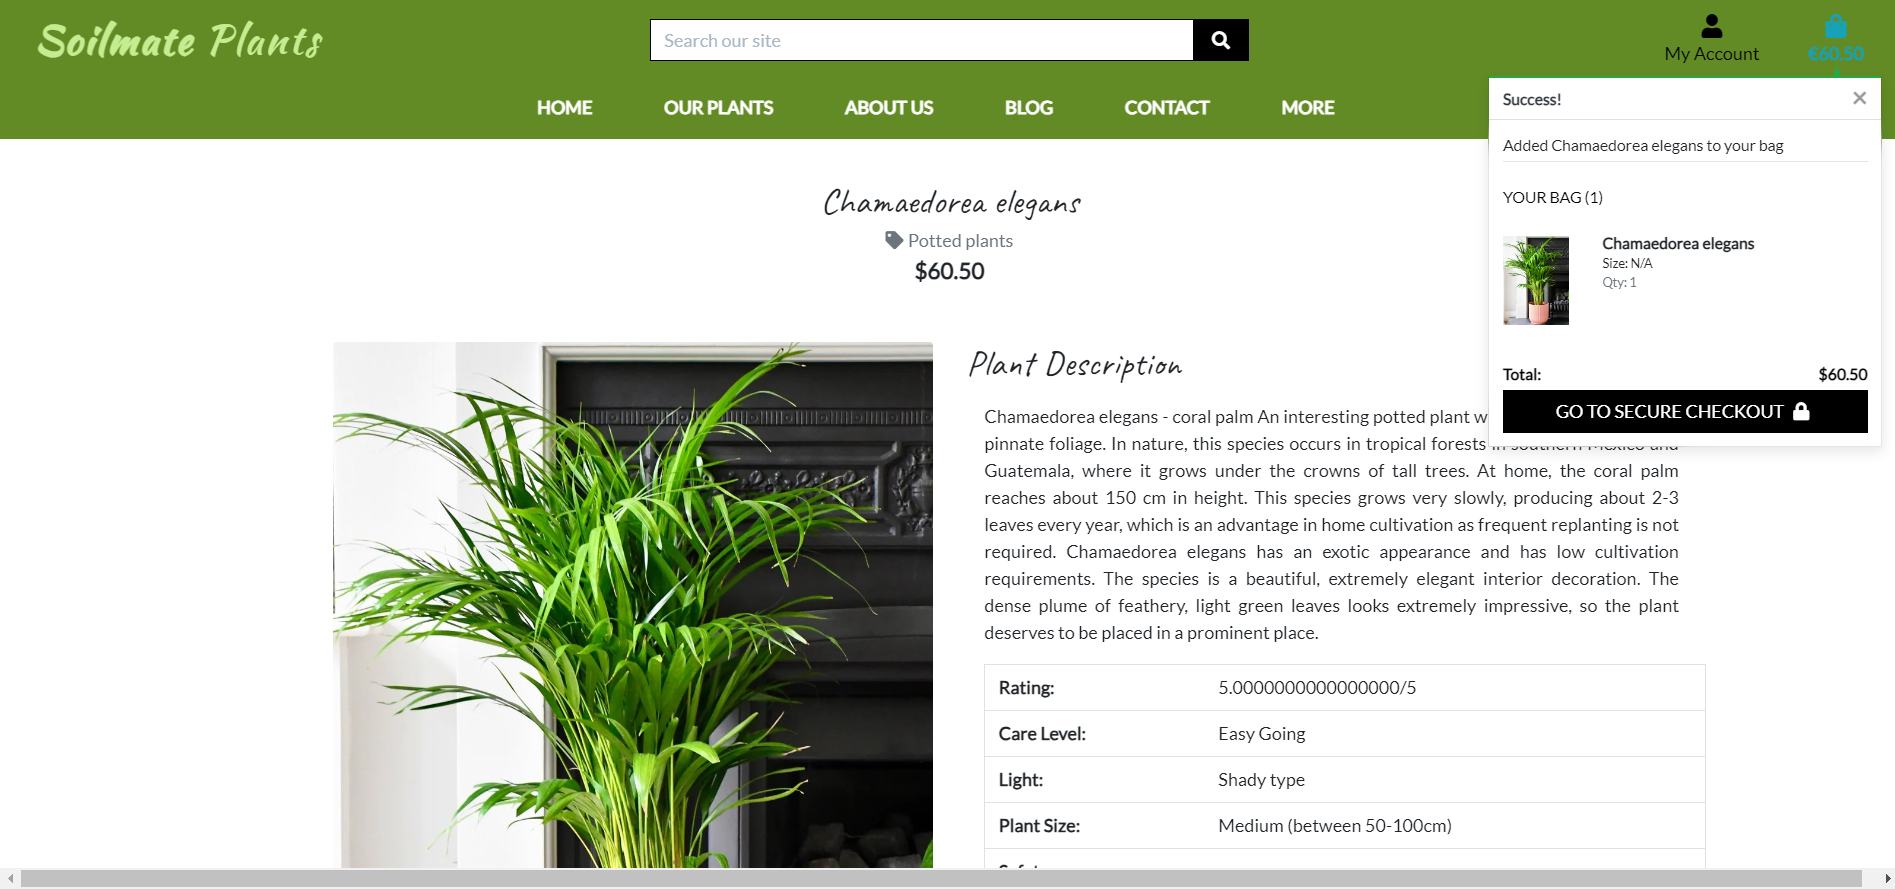 Soilmate Plants
Search our site
My Account
€60.50
HOME
OUR PLANTS
ABOUT US
BLOG
CONTACT
MORE
Success!
Added Chamaedorea elegans to your bag
YOUR BAG (1)
Chamaedorea elegans
Size: N/A
Qty: 1
Total:
$60.50
GO TO SECURE CHECKOUT
Chamaedorea elegans
Potted plants
$60.50
Plant Description
Chamaedorea elegans - coral palm An interesting potted plant
pinnate foliage. In nature, this species occurs in tropical forests in southern Mexico and
Guatemala, where it grows under the crowns of tall trees. At home, the coral palm
reaches about 150 cm in height. This species grows very slowly, producing about 2-3
leaves every year, which is an advantage in home cultivation as frequent replanting is not
required. Chamaedorea elegans has an exotic appearance and has low cultivation
requirements. The species is a beautiful, extremely elegant interior decoration. The
dense plume of feathery, light green leaves looks extremely impressive, so the plant
deserves to be placed in a prominent place.
Rating: 5.0000000000000000/5
Care Level: Easy Going
Light: Shady type
Plant Size: Medium (between 50-100cm)